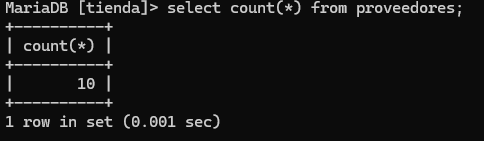 MariaDB [tienda]> select count(*) from proveedores;
+----------+
| count(*) |
+----------+
|       10 |
+----------+
1 row in set (0.001 sec)